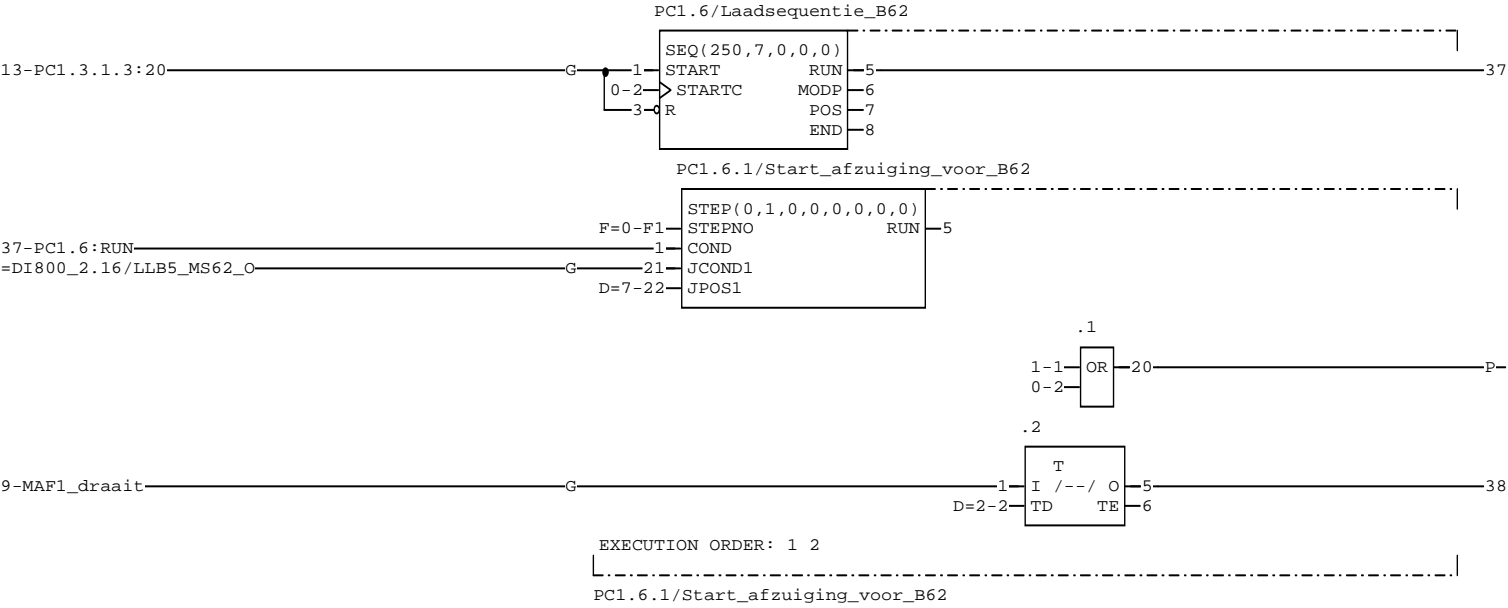 PC1.6/Laadsequentie_B62
SEQ(250,7,0,0,0)
13-PC1.3.1.3:20 G 1 START RUN 5 37
0-2 STARTC MODP 6
3 R POS 7
END 8
PC1.6.1/Start_afzuiging_voor_B62
STEP(0,1,0,0,0,0,0,0)
F=0-F1 STEPNO RUN 5
37-PC1.6:RUN 1 COND
=DI800_2.16/LLB5_MS62_O G 21 JCOND1
D=7-22 JPOS1
.1
1-1 OR 20 P
0-2
.2
T
9-MAF1_draait G 1 I /--/ O 5 38
D=2-2 TD TE 6
EXECUTION ORDER: 1 2
PC1.6.1/Start_afzuiging_voor_B62